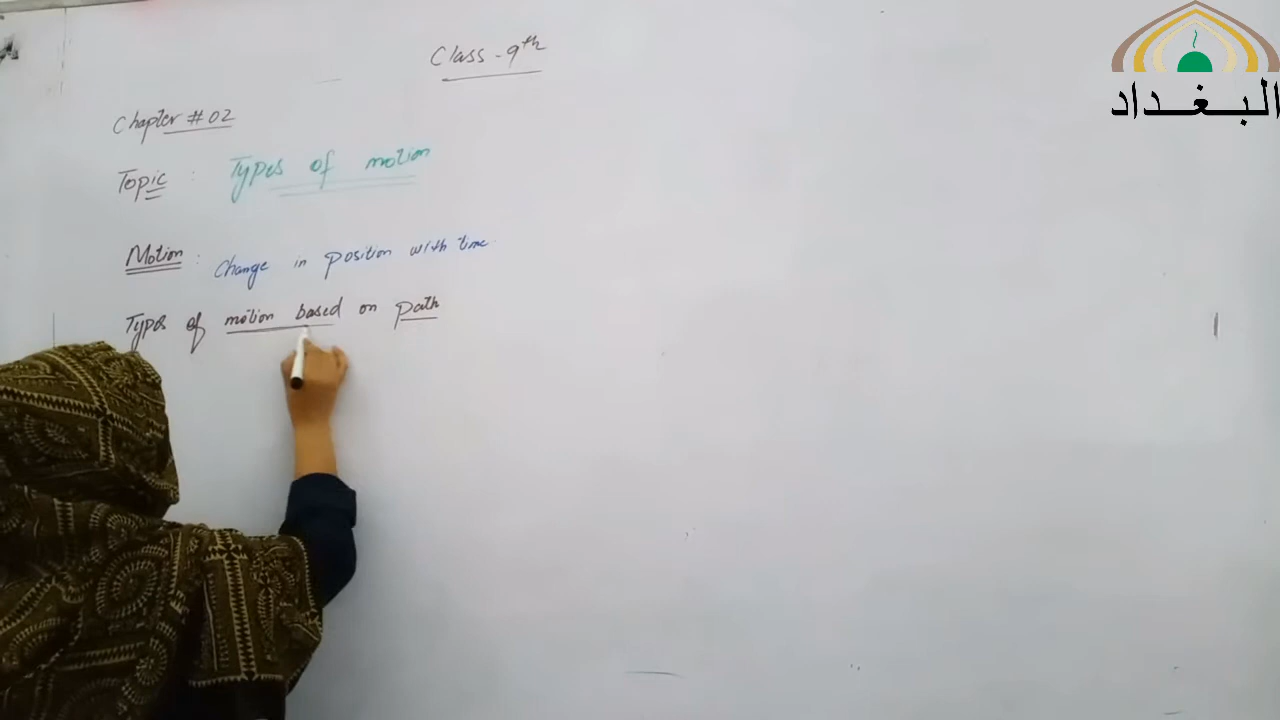 Class - 9th
البغداد
Chapter # 02
Topic : Types of motion
Motion : Change in position with time.
Types of motion based on path